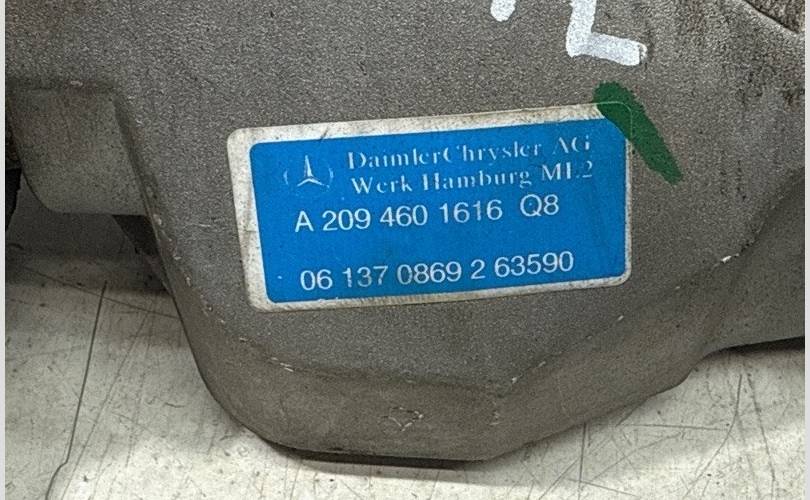 L
DaimlerChrysler AG
Werk Hamburg ML2
A 209 460 1616 Q8
06 137 0869 2 63590